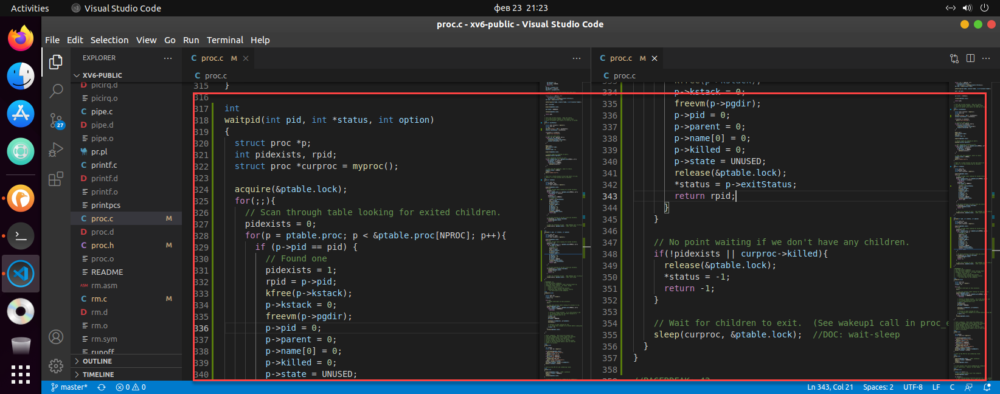 Activities
Visual Studio Code
фев 23 21:23
proc.c - xv6-public - Visual Studio Code
File Edit Selection View Go Run Terminal Help
EXPLORER
XV6-PUBLIC
D picirq.d
picirq.o
C pipe.c
D pipe.d
pipe.o
pr.pl
C printf.c
D printf.d
printf.o
printpcs
C proc.c M
D proc.d
C proc.h M
proc.o
README
ASM rm.asm
C rm.c M
D rm.d
rm.o
rm.sym
runoff
OUTLINE
TIMELINE
27
C proc.c M
C proc.c
315 }
316
317 int
318 waitpid(int pid, int *status, int option)
319 {
320 struct proc *p;
321 int pidexists, rpid;
322 struct proc *curproc = myproc();
323
324 acquire(&ptable.lock);
325 for(;;){
326 // Scan through table looking for exited children.
327 pidexists = 0;
328 for(p = ptable.proc; p < &ptable.proc[NPROC]; p++){
329 if (p->pid == pid) {
330 // Found one
331 pidexists = 1;
332 rpid = p->pid;
333 kfree(p->kstack);
334 p->kstack = 0;
335 freevm(p->pgdir);
336 p->pid = 0;
337 p->parent = 0;
338 p->name[0] = 0;
339 p->killed = 0;
340 p->state = UNUSED;
C proc.c M
C proc.c
333 kfree(p->kstack);
334 p->kstack = 0;
335 freevm(p->pgdir);
336 p->pid = 0;
337 p->parent = 0;
338 p->name[0] = 0;
339 p->killed = 0;
340 p->state = UNUSED;
341 release(&ptable.lock);
342 *status = p->exitStatus;
343 return rpid;
344 }
345 }
346
347 // No point waiting if we don't have any children.
348 if(!pidexists || curproc->killed){
349 release(&ptable.lock);
350 *status = -1;
351 return -1;
352 }
353
354 // Wait for children to exit. (See wakeup1 call in proc_e
355 sleep(curproc, &ptable.lock); //DOC: wait-sleep
356 }
357 }
358
359 //PAGEBREAK: 42
master* 0 0
Ln 343, Col 21 Spaces: 2 UTF-8 LF C